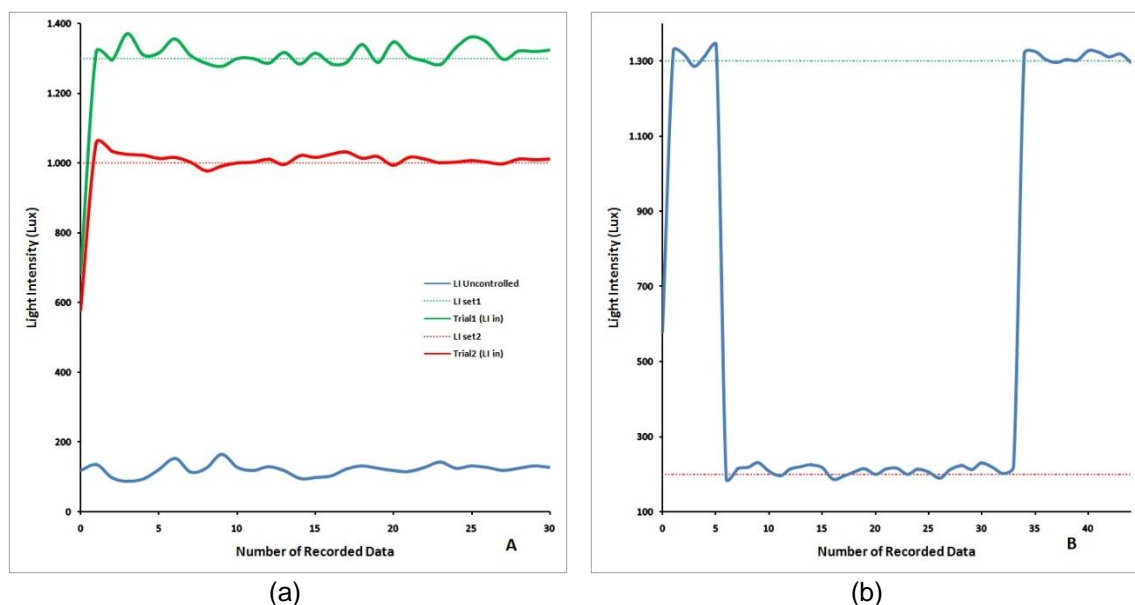 1.400
1.200
1.000
800
600
400
200
0
Light Intensity (Lux)
LI Uncontrolled
LI set1
Trial1 (LI in)
LI set2
Trial2 (LI in)
0 5 10 15 20 25 30
Number of Recorded Data
A
(a)
1.300
1.100
900
700
500
300
100
Light Intensity (Lux)
0 5 10 15 20 25 30 35 40
Number of Recorded Data
B
(b)